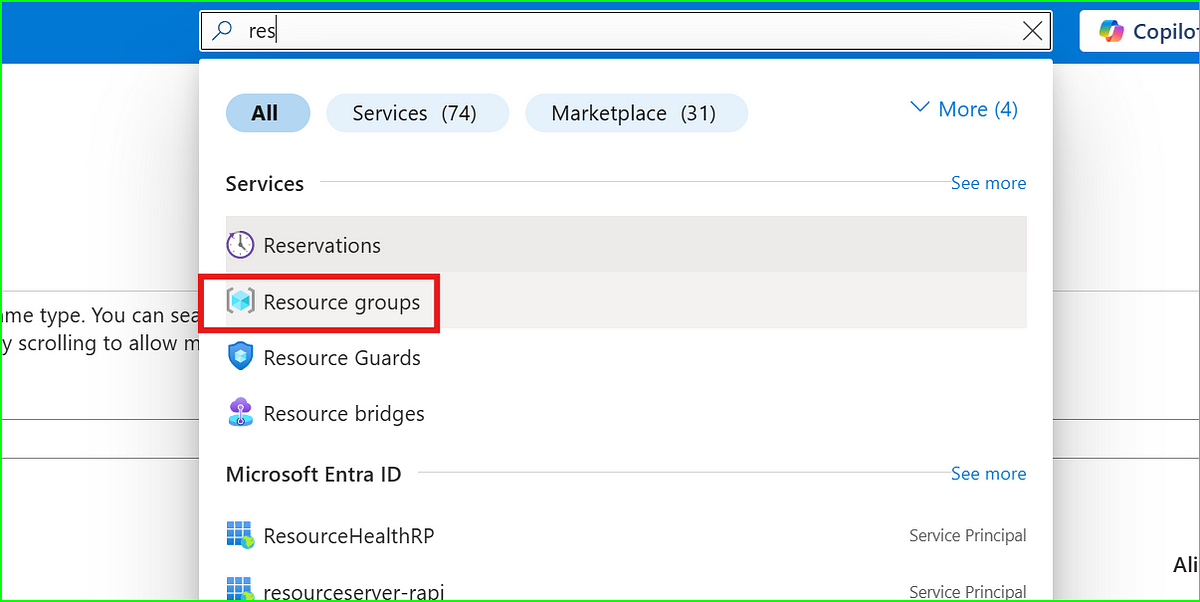 res
Copilo
All
Services (74)
Marketplace (31)
More (4)
Services
See more
Reservations
Resource groups
ame type. You can sea
y scrolling to allow m
Resource Guards
Resource bridges
Microsoft Entra ID
See more
ResourceHealthRP
Service Principal
Ali
resourceserver-rapi
Service Principal